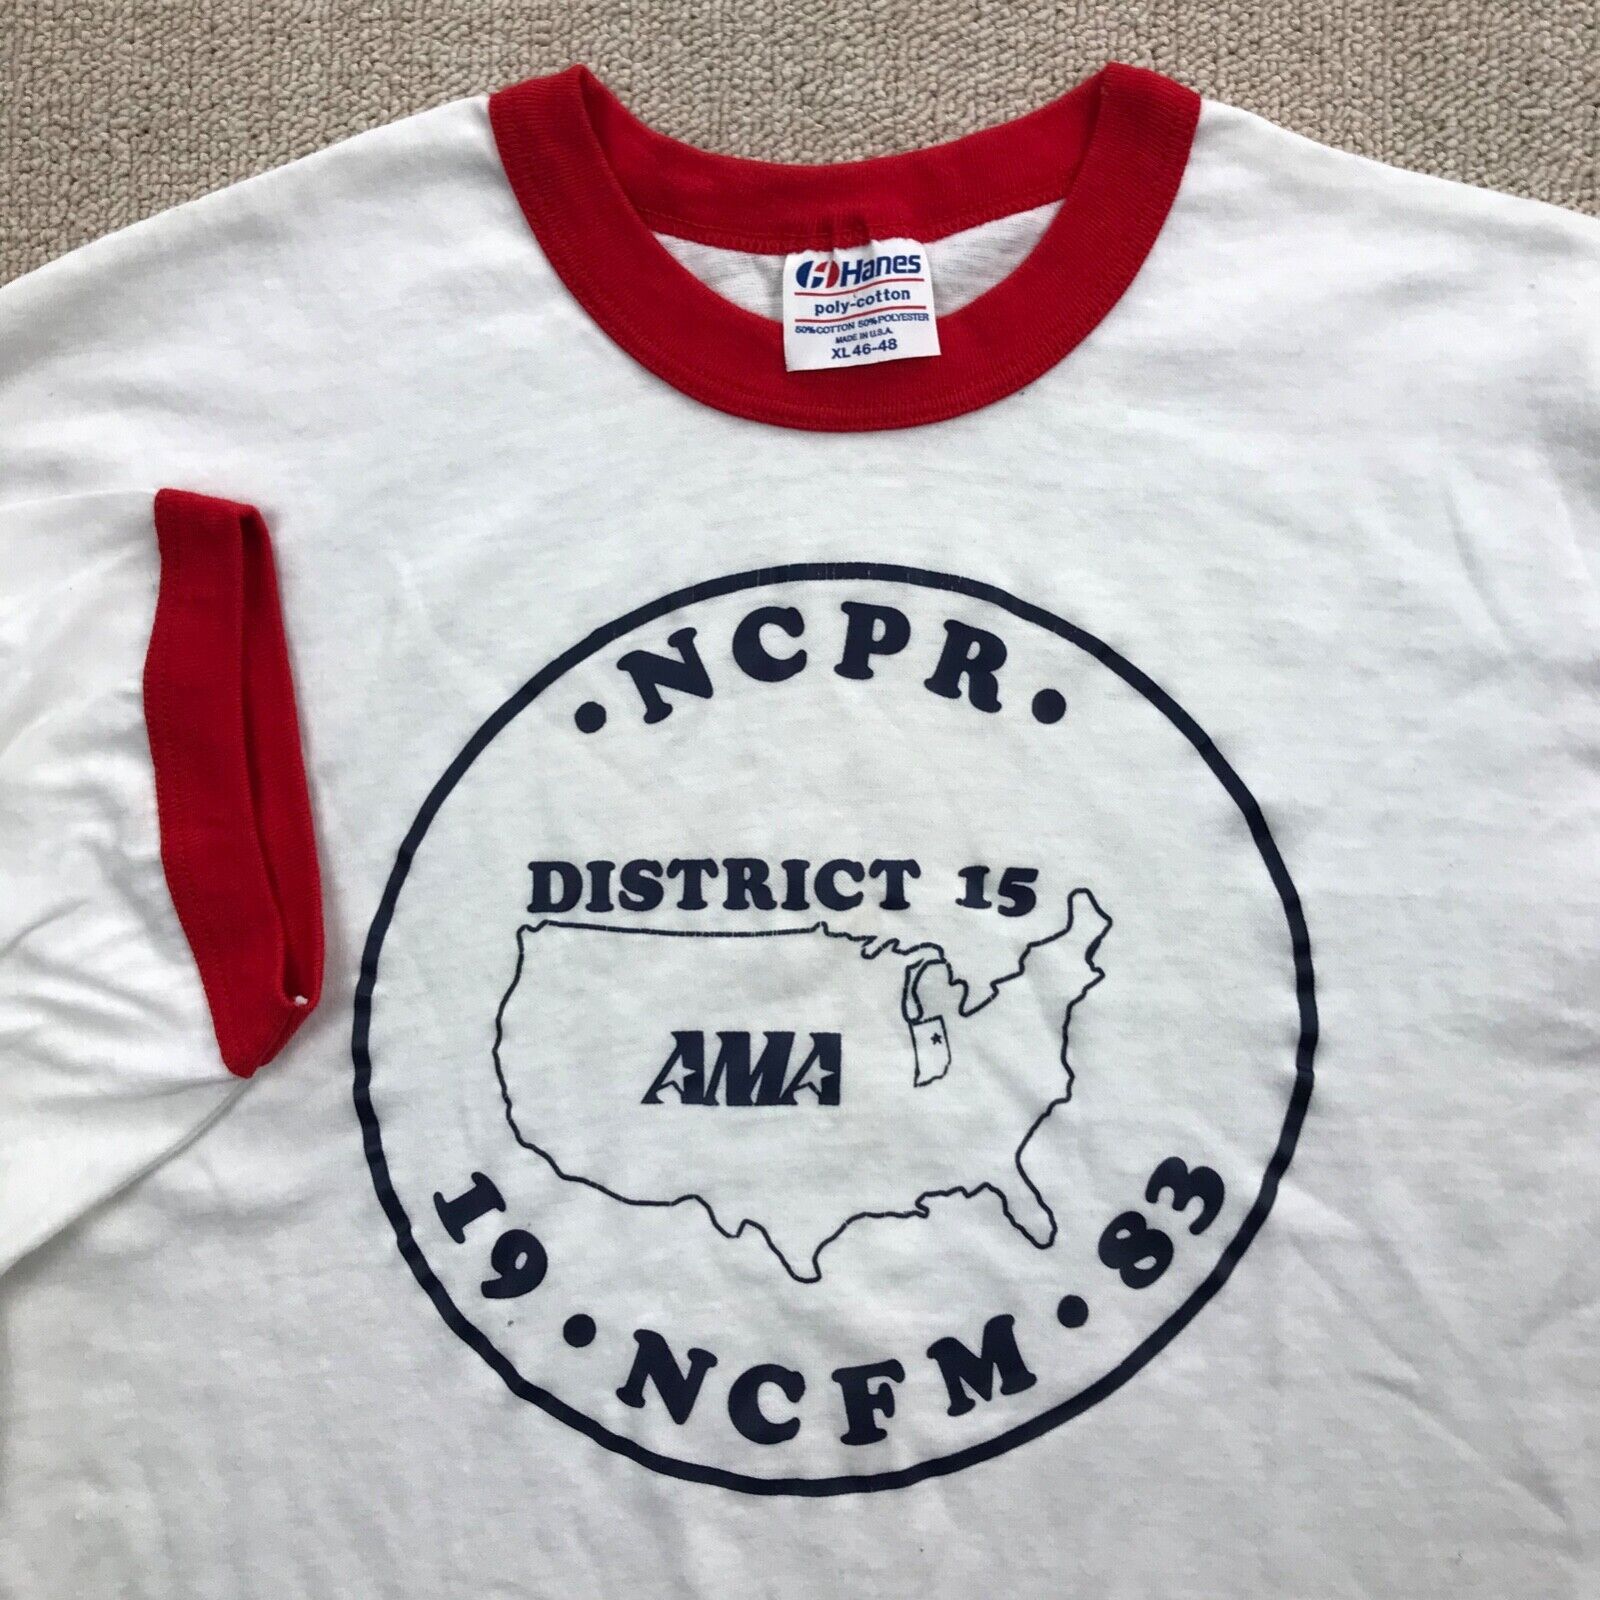 Hanes
poly-cotton
50% COTTON 50% POLYESTER
MADE IN U.S.A.
XL 46-48
• NCPR •
DISTRICT 15
AMA
19 • NCFM • 83